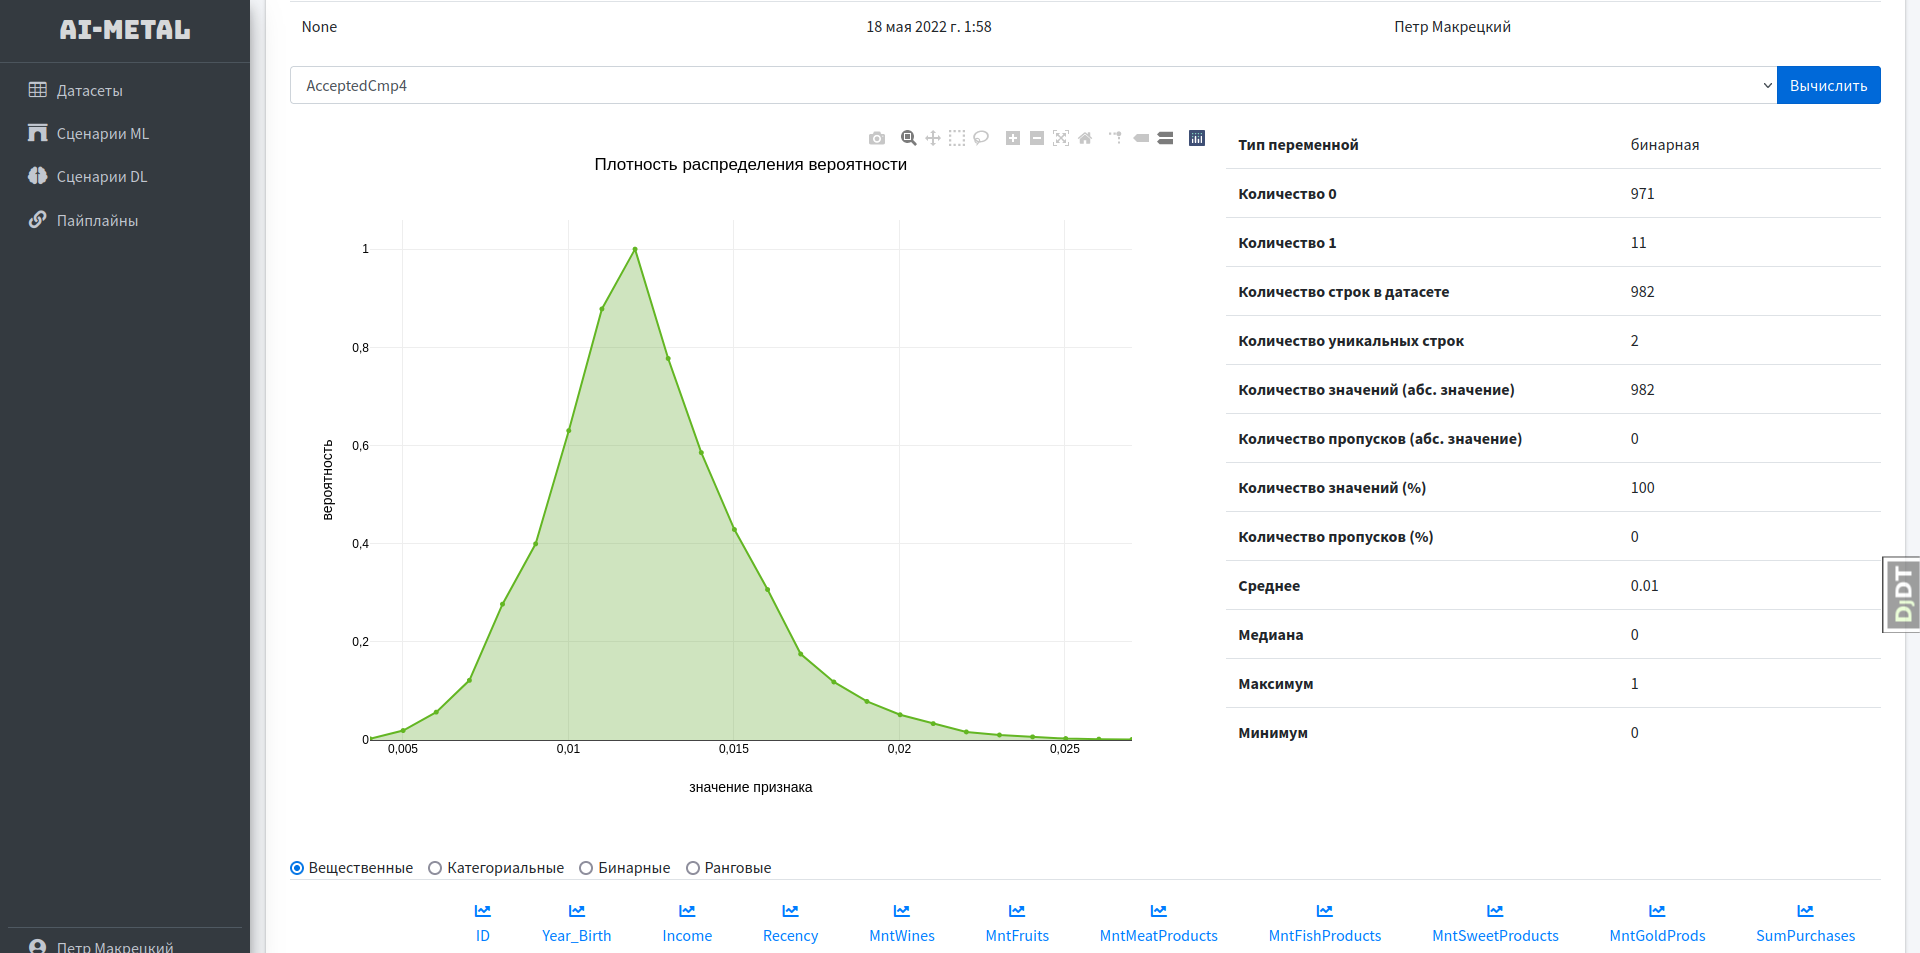 AI-METAL
Датасеты
Сценарии ML
Сценарии DL
Пайплайны
Петр Макрецкий
None 18 мая 2022 г. 1:58 Петр Макрецкий
AcceptedCmp4 Вычислить
Плотность распределения вероятности
1
0,8
0,6
0,4
0,2
0
вероятность
0,005 0,01 0,015 0,02 0,025
значение признака
Тип переменной бинарная
Количество 0 971
Количество 1 11
Количество строк в датасете 982
Количество уникальных строк 2
Количество значений (абс. значение) 982
Количество пропусков (абс. значение) 0
Количество значений (%) 100
Количество пропусков (%) 0
Среднее 0.01
Медиана 0
Максимум 1
Минимум 0
DjDT
Вещественные Категориальные Бинарные Ранговые
ID Year_Birth Income Recency MntWines MntFruits MntMeatProducts MntFishProducts MntSweetProducts MntGoldProds SumPurchases